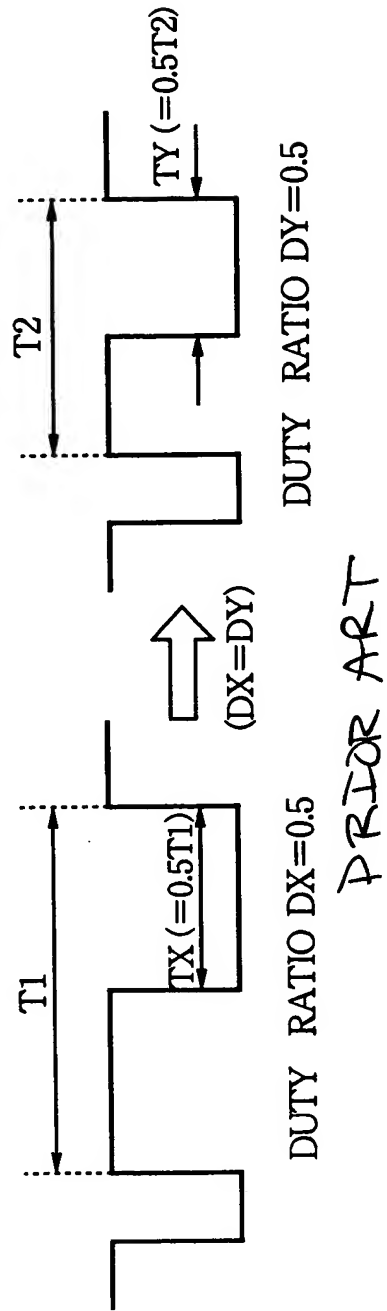 T1
TX (=0.5T1)
DUTY RATIO DX=0.5
(DX=DY)
T2
TY (=0.5T2)
DUTY RATIO DY=0.5
PRIOR ART